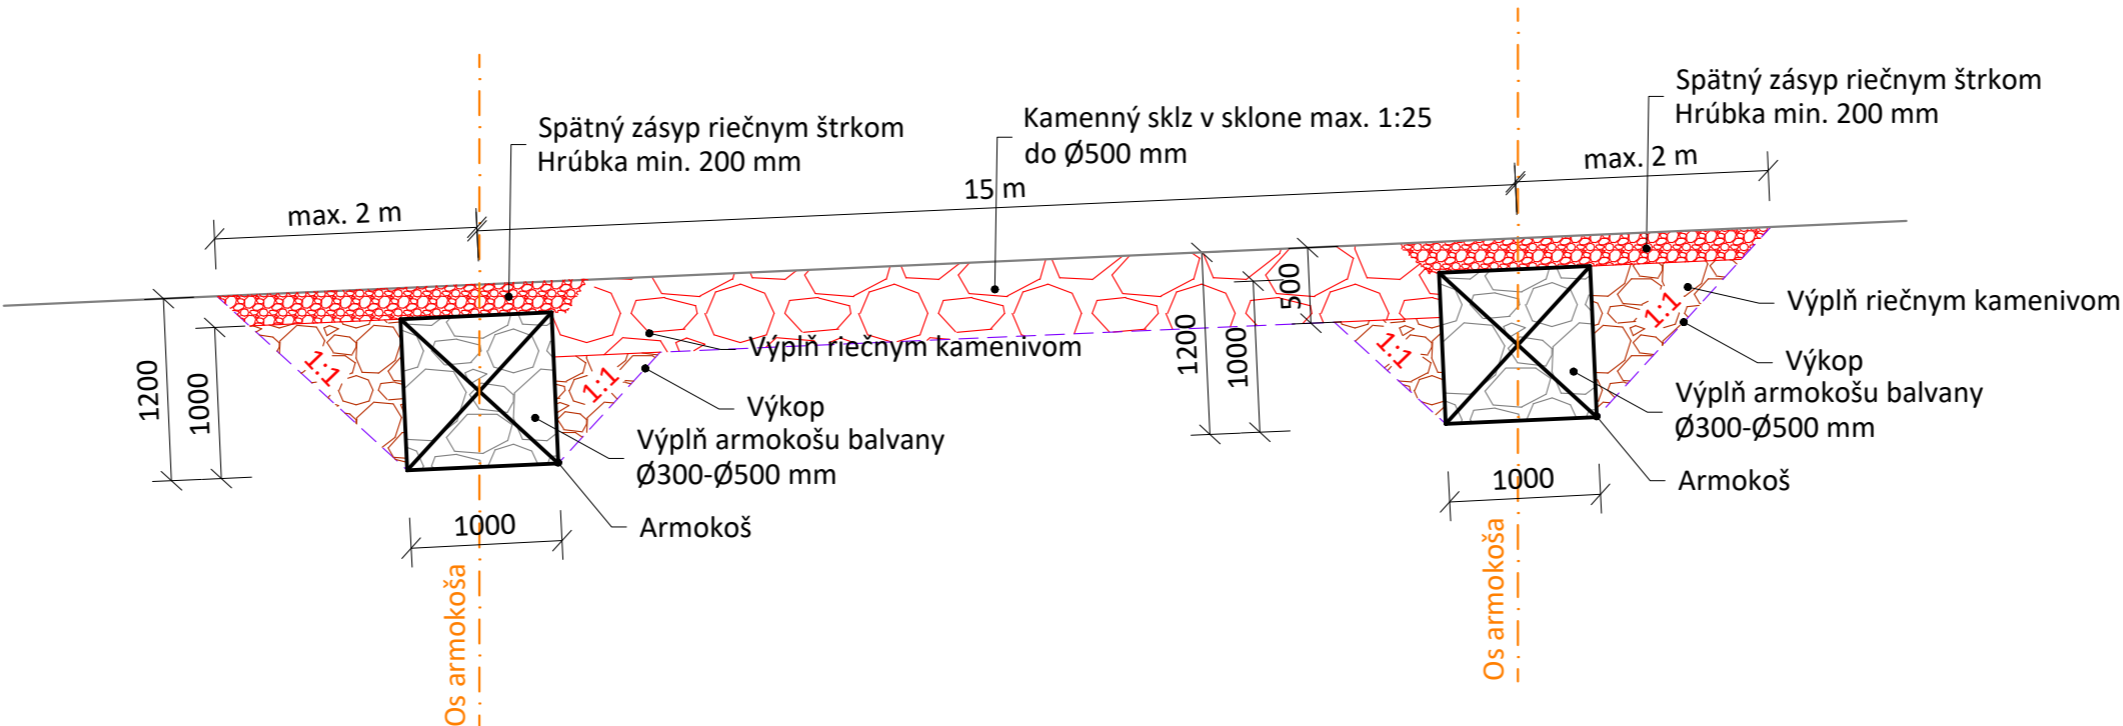 Spätný zásyp riečnym štrkom
Hrúbka min. 200 mm
Kamenný sklz v sklone max. 1:25
do Ø500 mm
Spätný zásyp riečnym štrkom
Hrúbka min. 200 mm
max. 2 m
15 m
max. 2 m
1200
1000
1:1
1:1
Výplň riečnym kamenivom
Výkop
Výplň armokošu balvany
Ø300-Ø500 mm
Armokoš
1000
Os armokoša
1200
1000
500
1:1
1:1
Výplň riečnym kamenivom
Výkop
Výplň armokošu balvany
Ø300-Ø500 mm
Armokoš
1000
Os armokoša